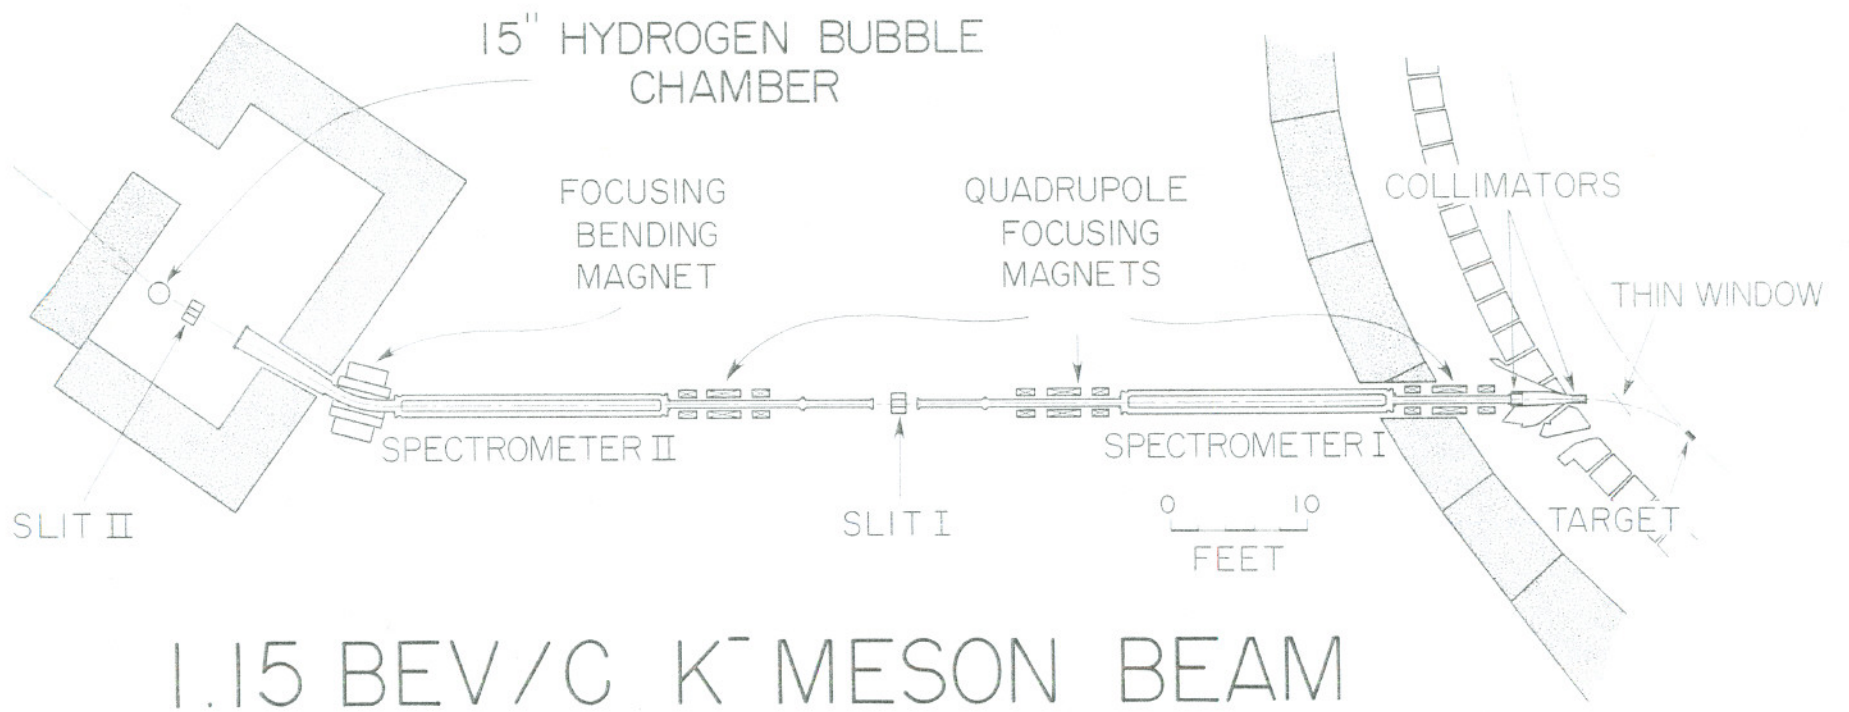 15" HYDROGEN BUBBLE
CHAMBER
FOCUSING
BENDING
MAGNET
QUADRUPOLE
FOCUSING
MAGNETS
COLLIMATORS
THIN WINDOW
SPECTROMETER II
SPECTROMETER I
SLIT II
SLIT I
0 10
FEET
TARGET
1.15 BEV/C K⁻ MESON BEAM